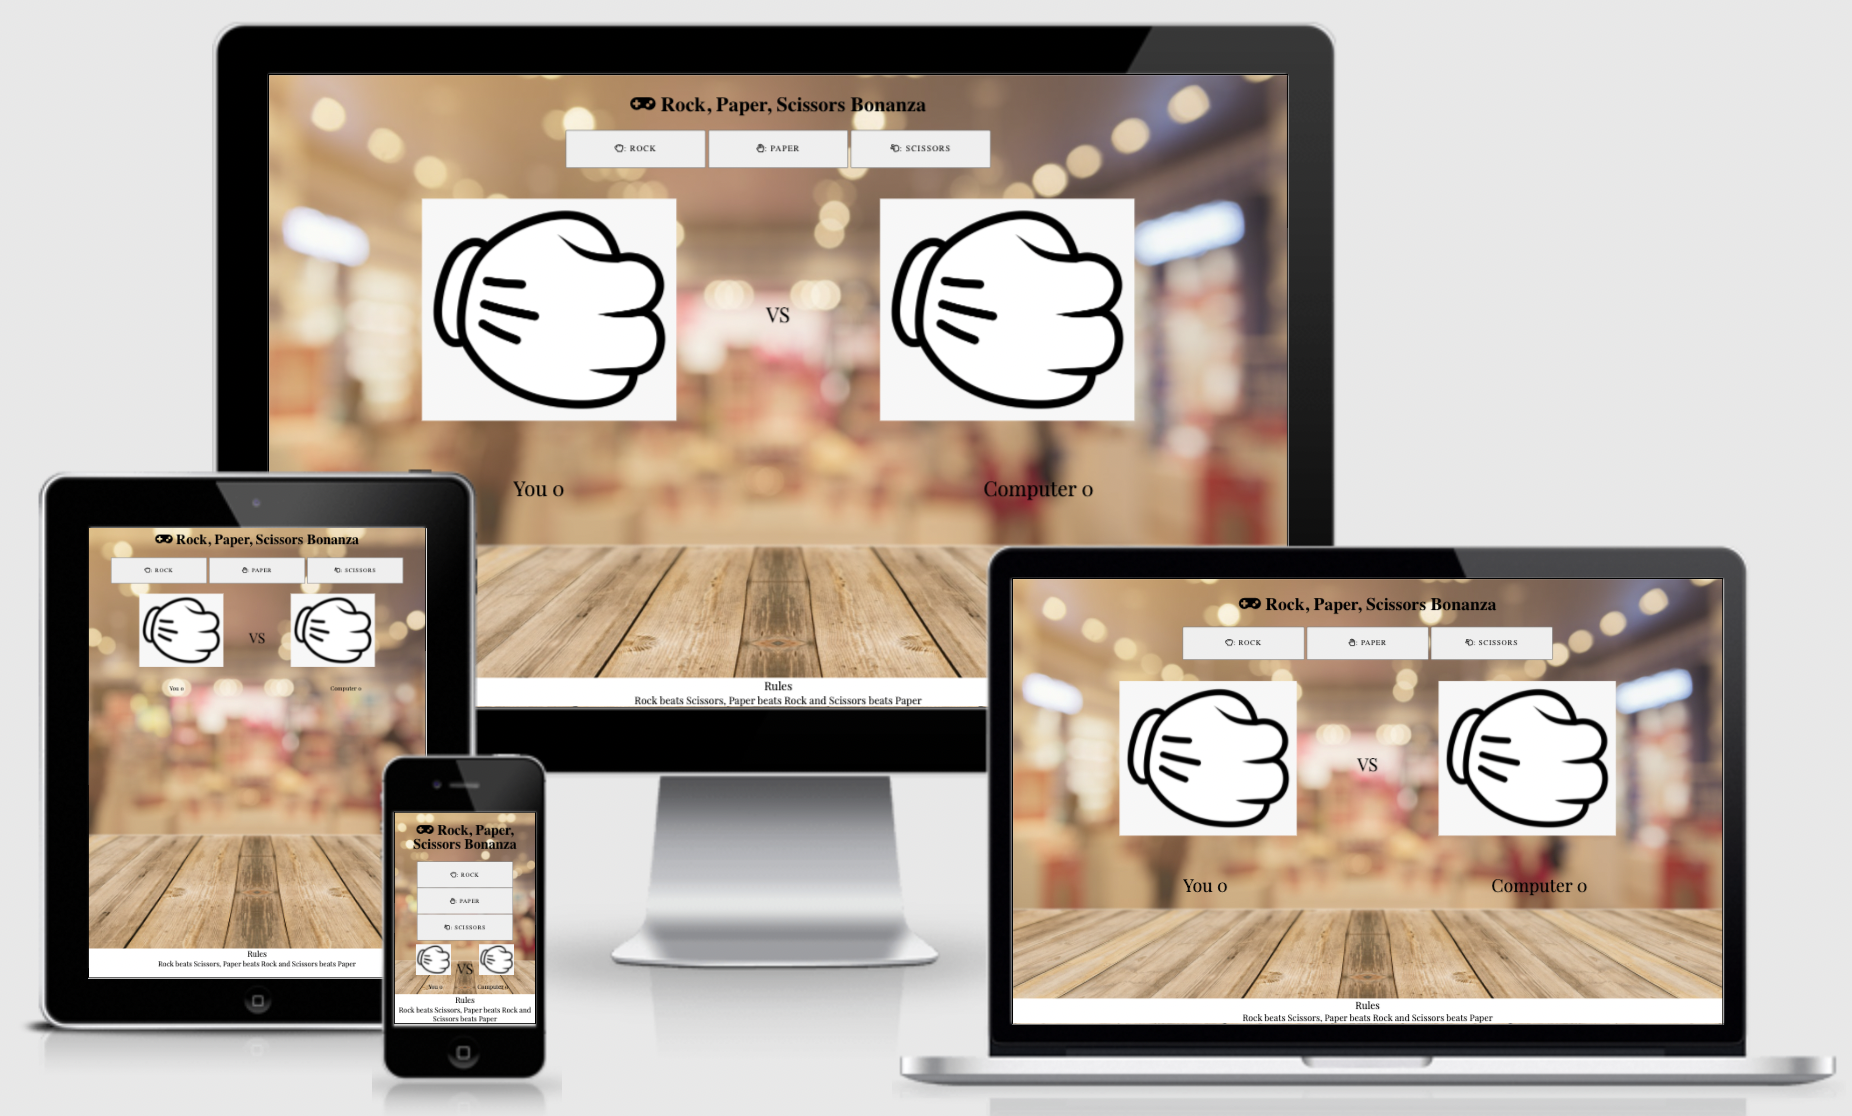 Rock, Paper, Scissors Bonanza
: ROCK
: PAPER
: SCISSORS
VS
You 0
Computer 0
Rules
Rock beats Scissors, Paper beats Rock and Scissors beats Paper
Rock, Paper, Scissors Bonanza
: ROCK
: PAPER
: SCISSORS
VS
You 0
Computer 0
Rules
Rock beats Scissors, Paper beats Rock and Scissors beats Paper
Rock, Paper,
Scissors Bonanza
: ROCK
: PAPER
: SCISSORS
VS
You 0
Computer 0
Rules
Rock beats Scissors, Paper beats Rock and
Scissors beats Paper
Rock, Paper, Scissors Bonanza
: ROCK
: PAPER
: SCISSORS
VS
You 0
Computer 0
Rules
Rock beats Scissors, Paper beats Rock and Scissors beats Paper